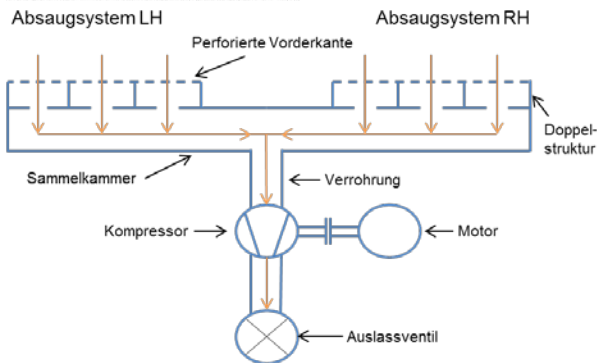 Absaugsystem LH
Absaugsystem RH
Perforierte Vorderkante
Doppel-
struktur
Sammelkammer
Verrohrung
Kompressor
Motor
Auslassventil